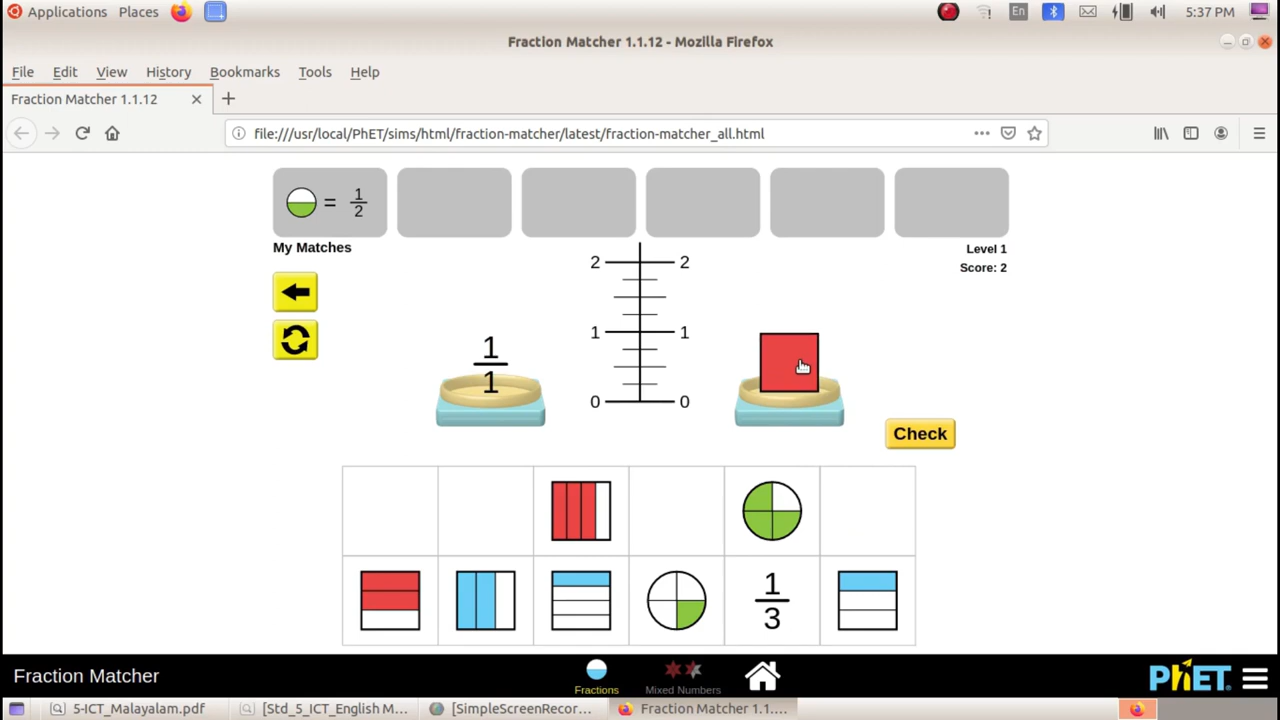 Applications Places En 5:37 PM
Fraction Matcher 1.1.12 - Mozilla Firefox
File Edit View History Bookmarks Tools Help
Fraction Matcher 1.1.12
file:///usr/local/PhET/sims/html/fraction-matcher/latest/fraction-matcher_all.html
= 1/2
My Matches
Level 1
Score: 2
2 2
1 1
0 0
1/1
Check
1/3
Fraction Matcher
Fractions
Mixed Numbers
PhET
5-ICT_Malayalam.pdf [Std_5_ICT_English M... [SimpleScreenRecor... Fraction Matcher 1.1....